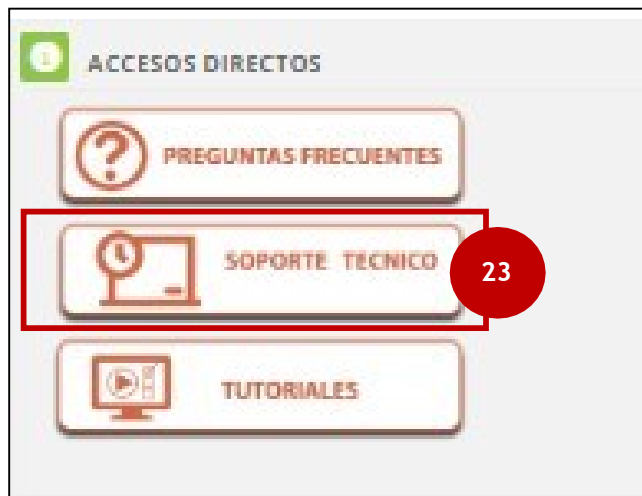 ACCESOS DIRECTOS
PREGUNTAS FRECUENTES
SOPORTE TECNICO
23
TUTORIALES